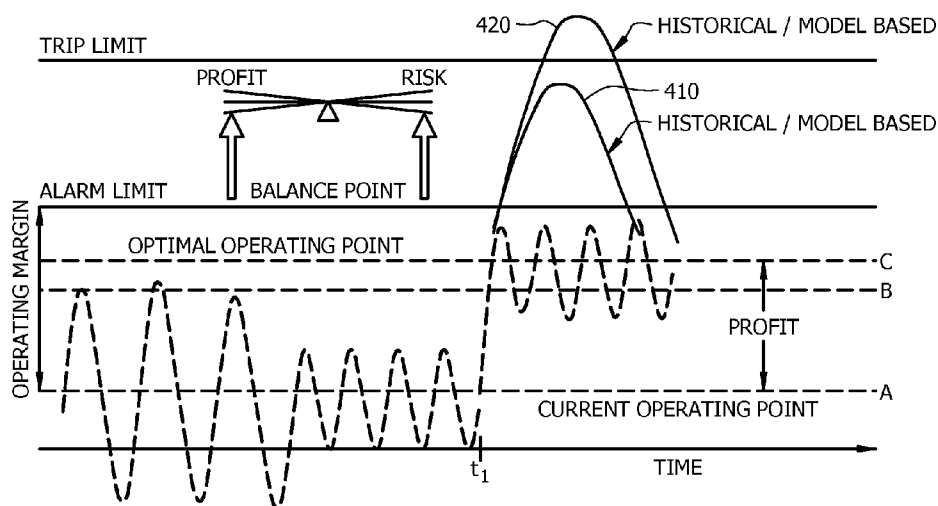 420
HISTORICAL / MODEL BASED
TRIP LIMIT
PROFIT
RISK
410
HISTORICAL / MODEL BASED
ALARM LIMIT
BALANCE POINT
OPERATING MARGIN
OPTIMAL OPERATING POINT
C
B
PROFIT
A
CURRENT OPERATING POINT
t1
TIME